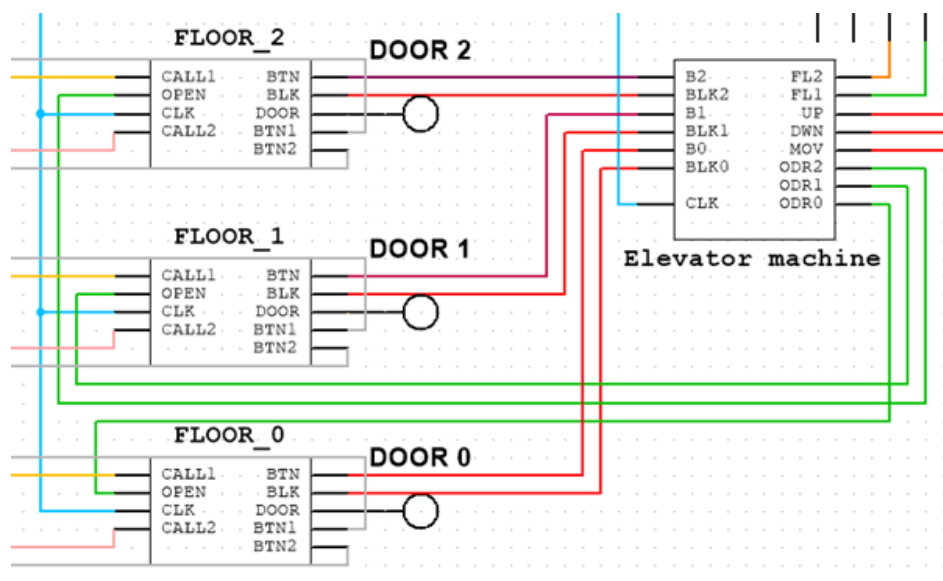 FLOOR_2
DOOR 2
CALL1 BTN
OPEN BLK
CLK DOOR
CALL2 BTN1
BTN2
B2 FL2
BLK2 FL1
B1 UP
BLK1 DWN
B0 MOV
BLK0 ODR2
ODR1
CLK ODR0
Elevator machine
FLOOR_1
DOOR 1
CALL1 BTN
OPEN BLK
CLK DOOR
CALL2 BTN1
BTN2
FLOOR_0
DOOR 0
CALL1 BTN
OPEN BLK
CLK DOOR
CALL2 BTN1
BTN2